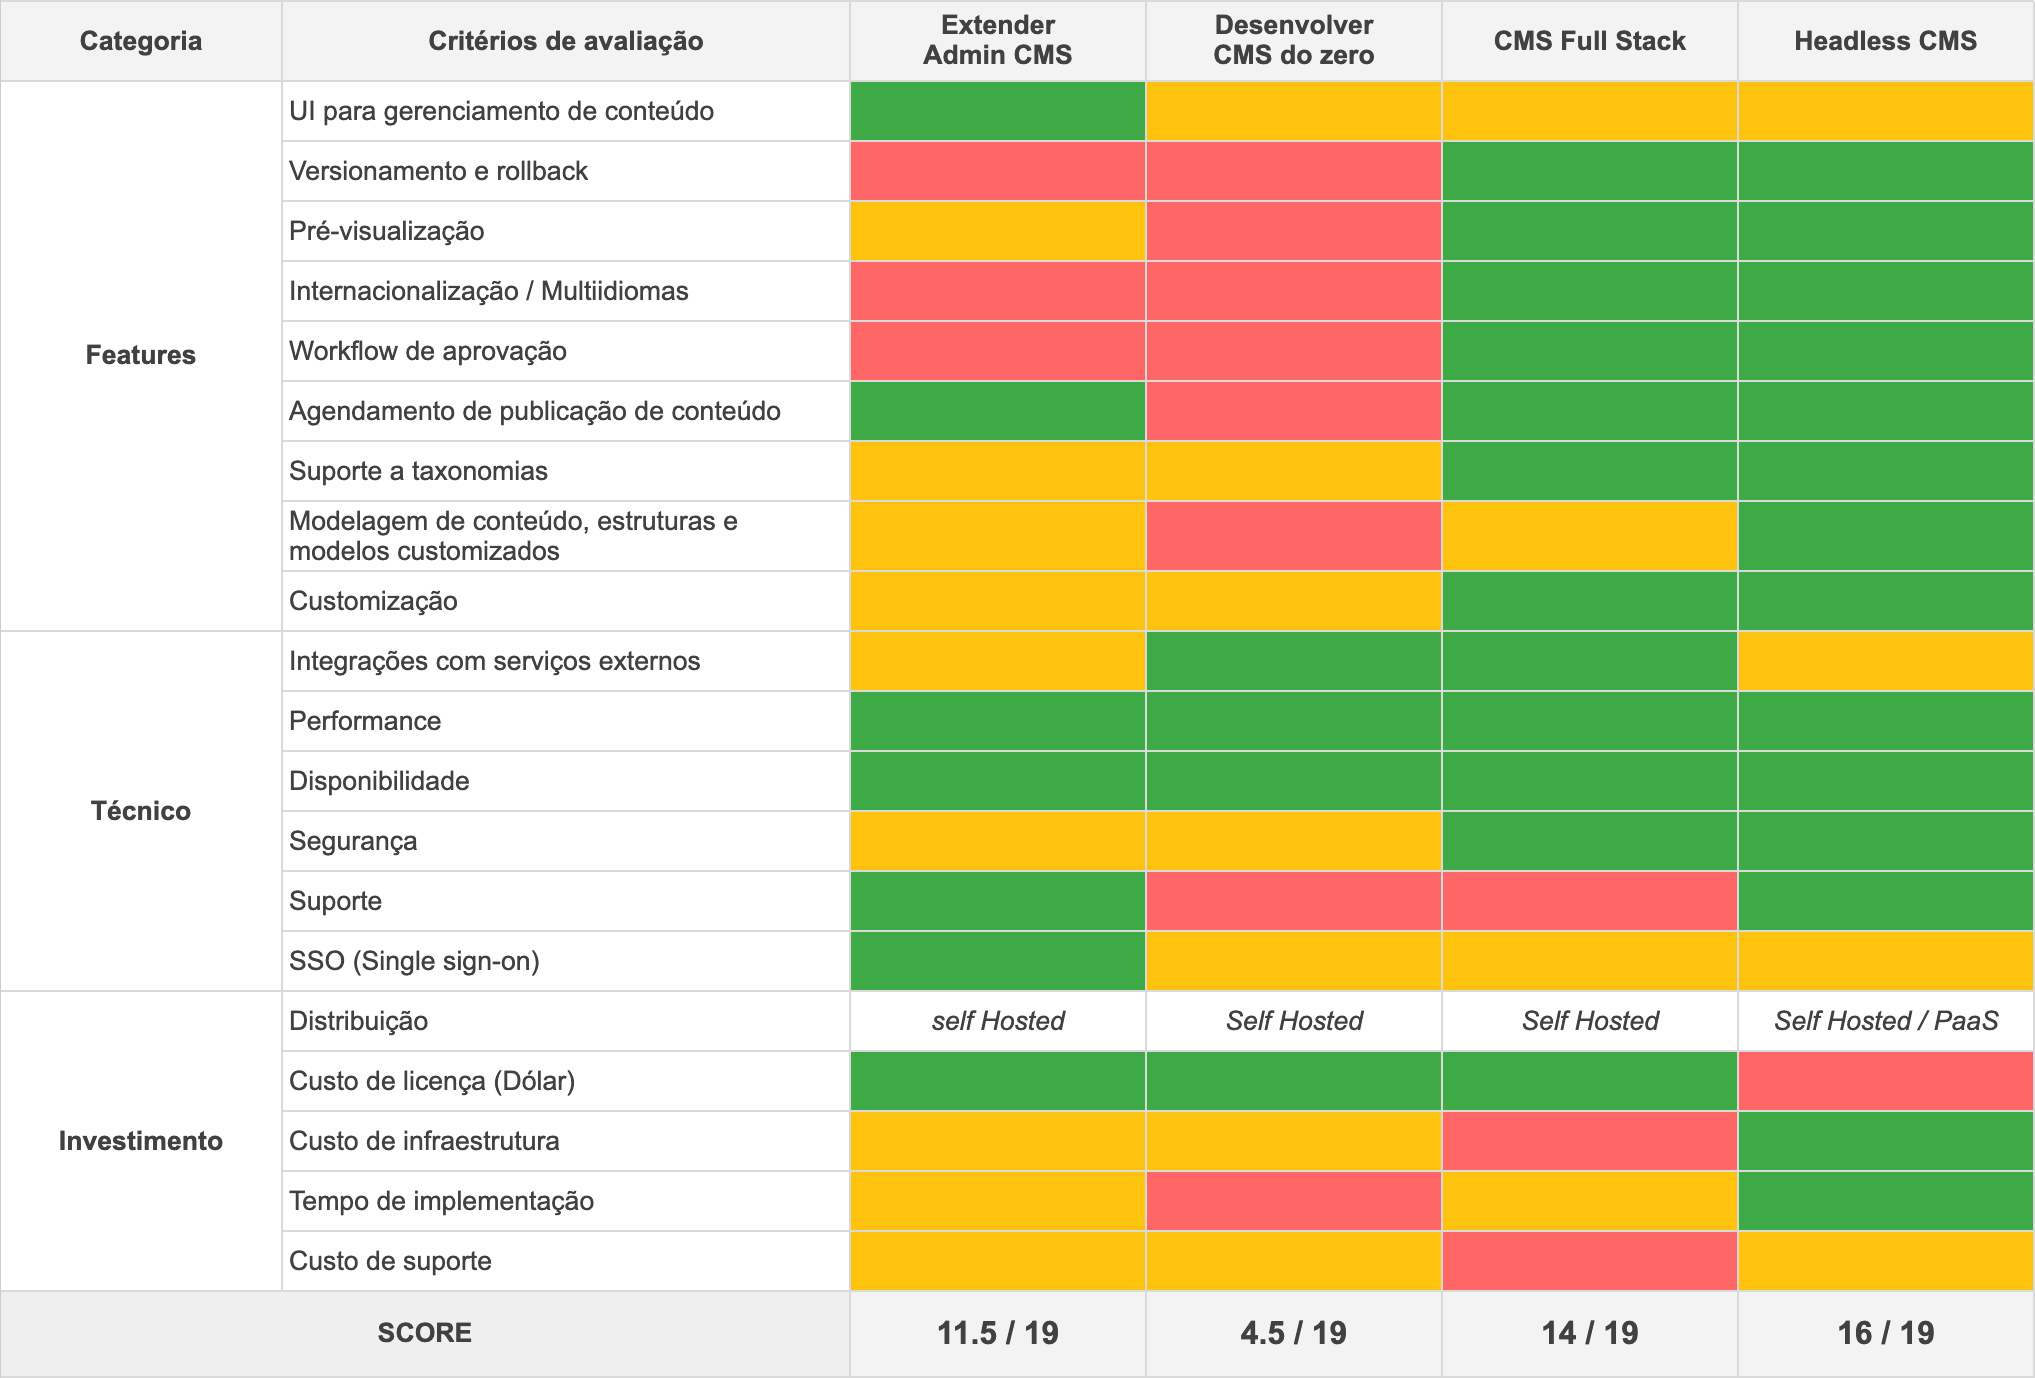 Categoria
Critérios de avaliação
Extender
Admin CMS
Desenvolver
CMS do zero
CMS Full Stack
Headless CMS
Features
UI para gerenciamento de conteúdo
Versionamento e rollback
Pré-visualização
Internacionalização / Multiidiomas
Workflow de aprovação
Agendamento de publicação de conteúdo
Suporte a taxonomias
Modelagem de conteúdo, estruturas e
modelos customizados
Customização
Técnico
Integrações com serviços externos
Performance
Disponibilidade
Segurança
Suporte
SSO (Single sign-on)
Investimento
Distribuição
self Hosted
Self Hosted
Self Hosted
Self Hosted / PaaS
Custo de licença (Dólar)
Custo de infraestrutura
Tempo de implementação
Custo de suporte
SCORE
11.5 / 19
4.5 / 19
14 / 19
16 / 19